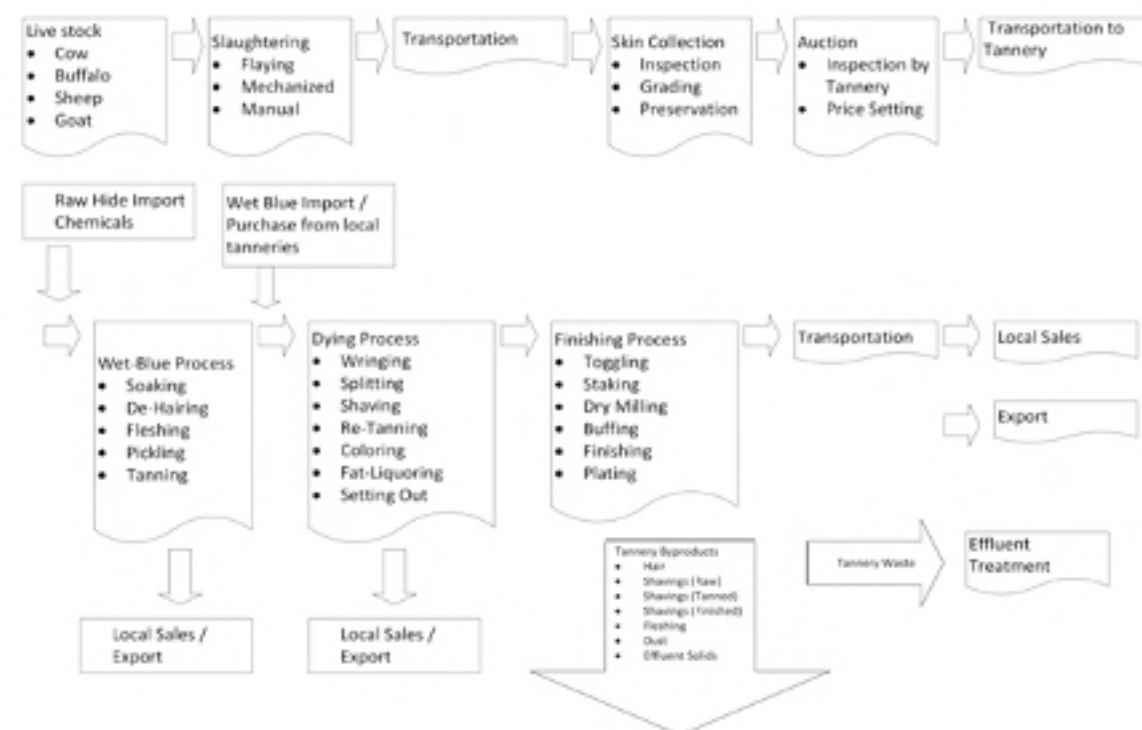 Live stock
• Cow
• Buffalo
• Sheep
• Goat
Slaughtering
• Flaying
• Mechanized
• Manual
Transportation
Skin Collection
• Inspection
• Grading
• Preservation
Auction
• Inspection by
Tannery
• Price Setting
Transportation to
Tannery
Raw Hide Import
Chemicals
Wet Blue Import /
Purchase from local
tanneries
Wet-Blue Process
• Soaking
• De-Hairing
• Fleshing
• Pickling
• Tanning
Dying Process
• Wringing
• Splitting
• Shaving
• Re-Tanning
• Coloring
• Fat-Liquoring
• Setting Out
Finishing Process
• Toggling
• Staking
• Dry Milling
• Buffing
• Finishing
• Plating
Transportation
Local Sales
Export
Local Sales /
Export
Local Sales /
Export
Tannery Byproducts
• Hair
• Shavings (Raw)
• Shavings (Tanned)
• Shavings (Finished)
• Fleshing
• Dust
• Effluent Solids
Tannery Waste
Effluent
Treatment